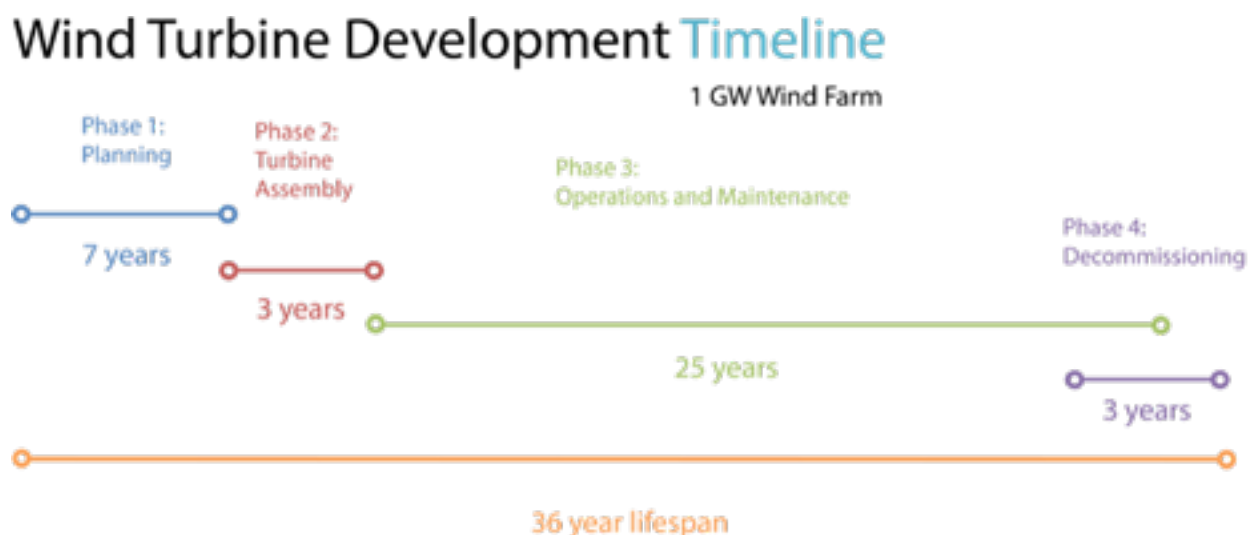 Wind Turbine Development Timeline
1 GW Wind Farm
Phase 1:
Planning
7 years
Phase 2:
Turbine
Assembly
3 years
Phase 3:
Operations and Maintenance
25 years
Phase 4:
Decommissioning
3 years
36 year lifespan